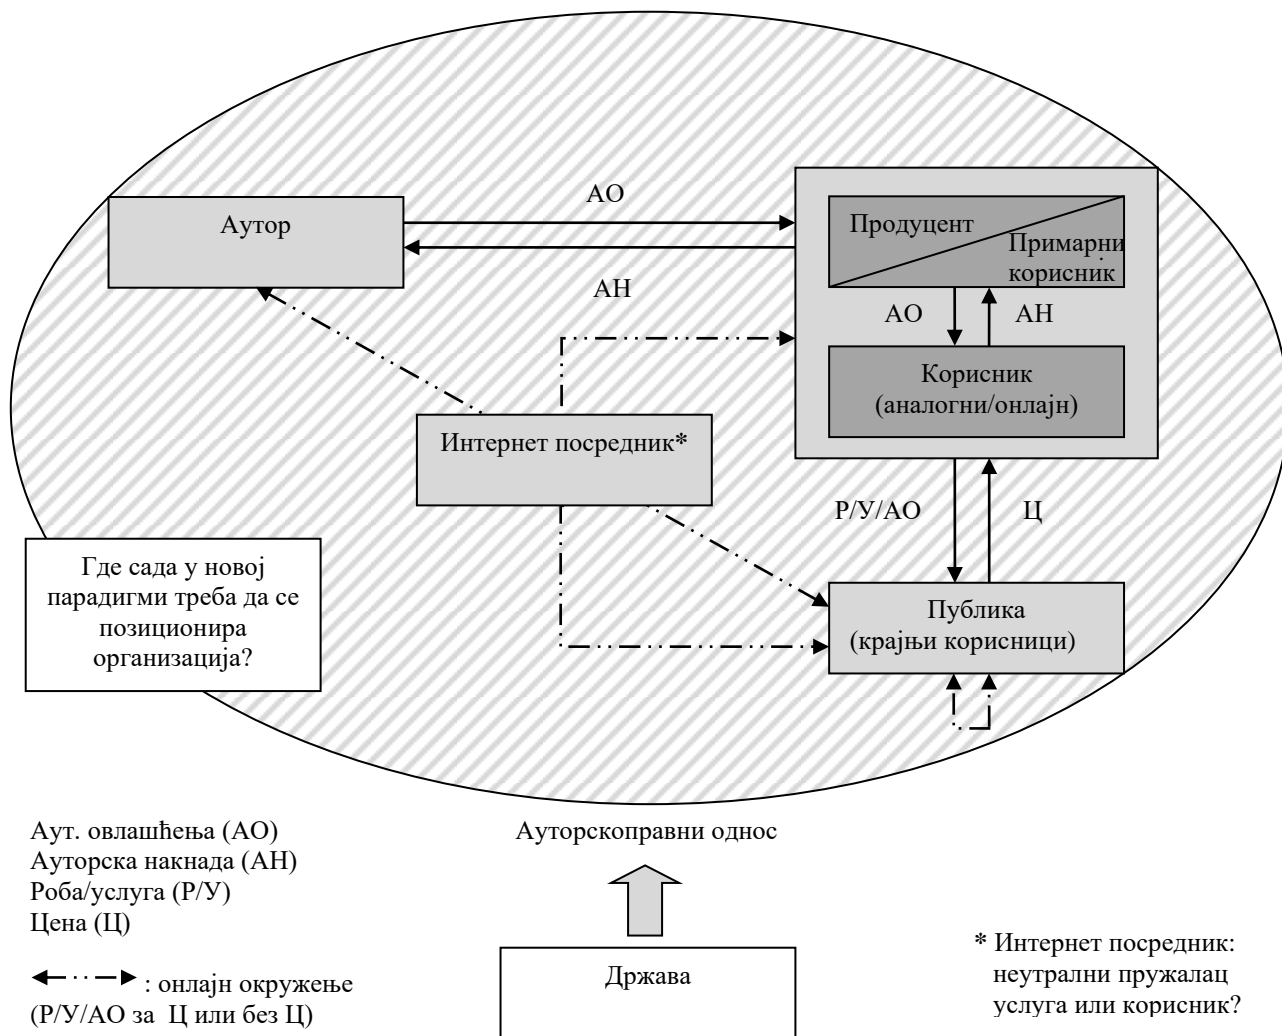 АО
Аутор
АН
Продуцент
Примарни
корисник
АО
АН
Корисник
(аналогни/онлајн)
Интернет посредник*
Р/У/АО
Ц
Где сада у новој
парадигми треба да се
позиционира
организација?
Публика
(крајњи корисници)
Аут. овлашћења (АО)
Ауторска накнада (АН)
Роба/услуга (Р/У)
Цена (Ц)
: онлајн окружење
(Р/У/АО за Ц или без Ц)
Ауторскоправни однос
Држава
* Интернет посредник:
неутрални пружалац
услуга или корисник?